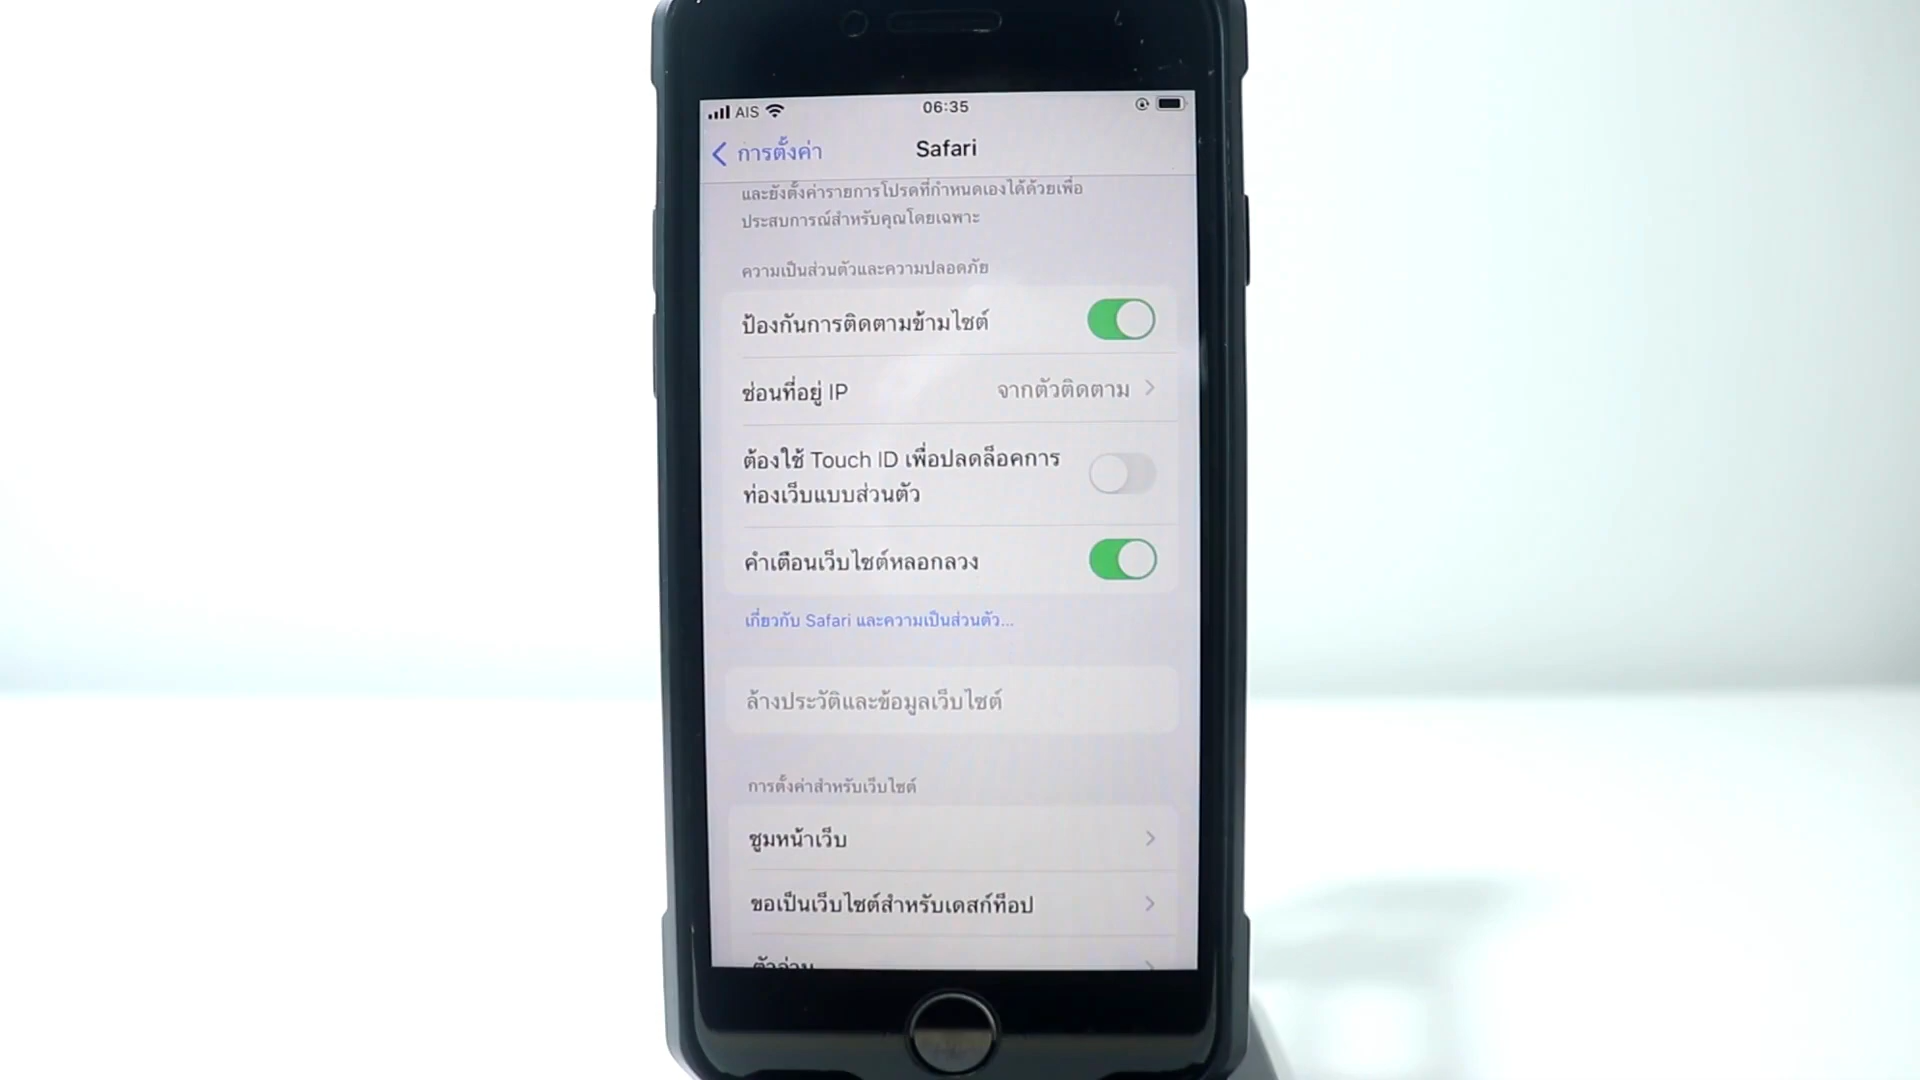 AIS
06:35
การตั้งค่า
Safari
และยังตั้งค่ารายการโปรดที่กำหนดเองได้ด้วยเพื่อ
ประสบการณ์สำหรับคุณโดยเฉพาะ
ความเป็นส่วนตัวและความปลอดภัย
ป้องกันการติดตามข้ามไซต์
ซ่อนที่อยู่ IP
จากตัวติดตาม
ต้องใช้ Touch ID เพื่อปลดล็อคการ
ท่องเว็บแบบส่วนตัว
คำเตือนเว็บไซต์หลอกลวง
เกี่ยวกับ Safari และความเป็นส่วนตัว...
ล้างประวัติและข้อมูลเว็บไซต์
การตั้งค่าสำหรับเว็บไซต์
ซูมหน้าเว็บ
ขอเป็นเว็บไซต์สำหรับเดสก์ท็อป
ตัวอ่าน